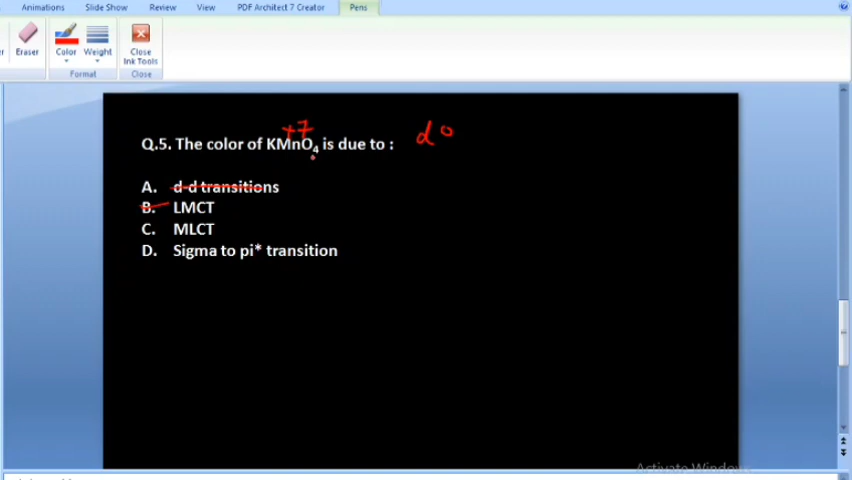 Animations Slide Show Review View PDF Architect 7 Creator Pens
Eraser Color Weight Close
Ink Tools
Format Close
+7
Q.5. The color of KMnO₄ is due to : d⁰
A. d-d transitions
B. LMCT
C. MLCT
D. Sigma to pi* transition
Activate Windows